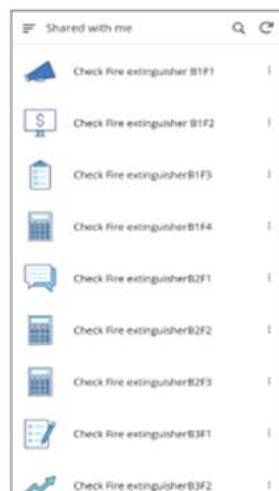 Shared with me
Check Fire extinguisher B1F1
Check Fire extinguisher B1F2
Check Fire extinguisherB1F3
Check Fire extinguisherB1F4
Check Fire extinguisherB2F1
Check Fire extinguisherB2F2
Check Fire extinguisherB2F3
Check Fire extinguisherB3F1
Check Fire extinguisherB3F2